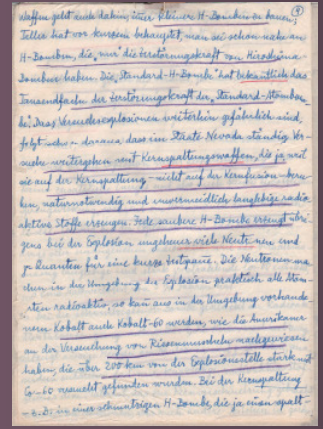 ④
Waffen geht auch dahin immer kleinere H-Bomben zu bauen;
Teller hat vor kurzem behauptet, man sei schon nahe an
H-Bomben, die „nur" die Zerstörungskraft von Hiroshima
Bomben haben. Die „Standard-H-Bombe" hat bekanntlich das
Tausendfache der Zerstörungskraft der „Standard-Atombom-
be". Dass Versuchsexplosionen weiterhin gefährlich sind,
folgt schon daraus, dass im Staate Nevada ständig Ver-
suche weitergehen mit Kernspaltungswaffen, die ja weil
sie auf der Kernspaltung – nicht auf der Kernfusion – beru-
hen, naturnotwendig und unvermeidlich langlebige radio-
aktive Stoffe erzeugen. Jede saubere H-Bombe erzeugt übri-
gens bei der Explosion ungeheuer viele Neutronen und
γ Quanten für eine kurze Zeitspanne. Die Neutronen ma-
chen in der Umgebung der Explosion praktisch alle Atom-
arten radioaktiv, so kann aus in der Umgebung vorhande-
nem Kobalt auch Kobalt-60 werden, wie die Amerikaner
an der Verseuchung von Riesenmuscheln nachgewiesen
haben, die über 200 km von der Explosionsstelle stark mit
Co-60 verseucht gefunden wurden. Bei der Kernspaltung
– z.B. in einer schmutzigen H-Bombe, die ja einen spalt-